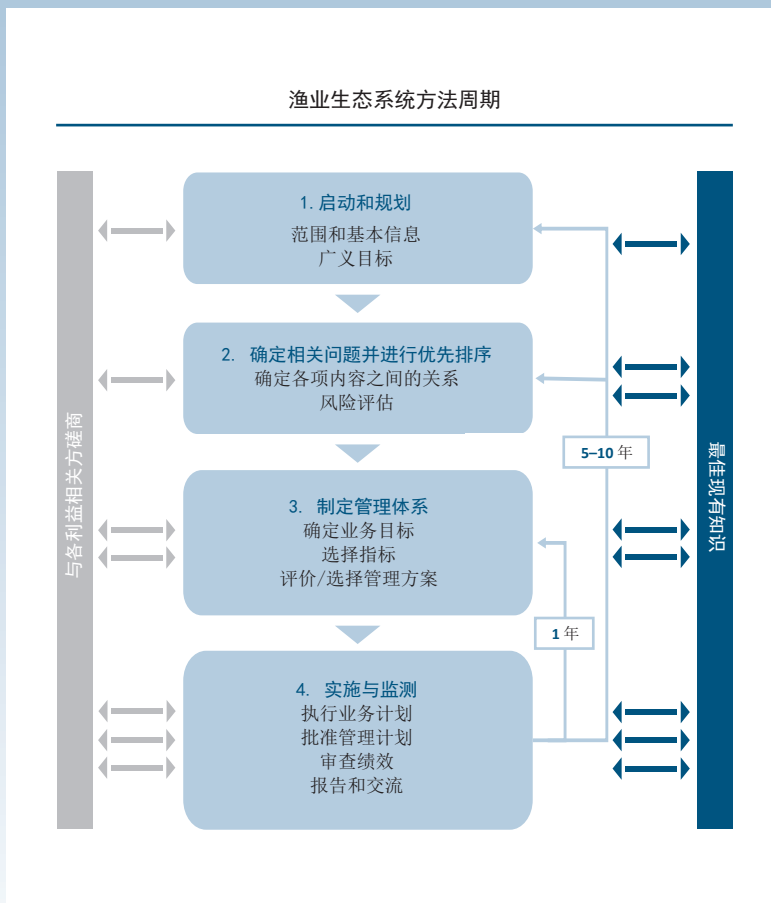 渔业生态系统方法周期
与各利益相关方磋商
1. 启动和规划
范围和基本信息
广义目标
2. 确定相关问题并进行优先排序
确定各项内容之间的关系
风险评估
5–10 年
3. 制定管理体系
确定业务目标
选择指标
评价/选择管理方案
1 年
4. 实施与监测
执行业务计划
批准管理计划
审查绩效
报告和交流
最佳现有知识